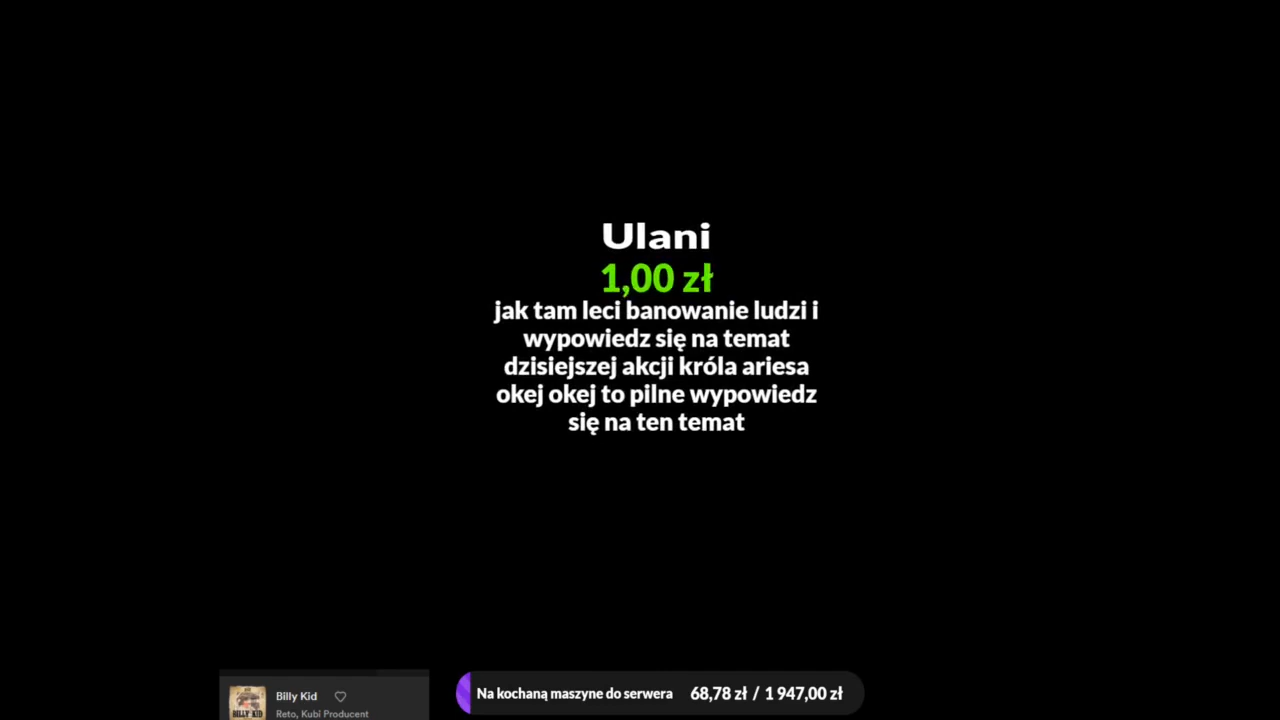 Ulani
1,00 zł
jak tam leci banowanie ludzi i
wypowiedz się na temat
dzisiejszej akcji króla ariesa
okej okej to pilne wypowiedz
się na ten temat
Billy Kid
Reto, Kubi Producent
BILLY KID
Na kochaną maszyne do serwera 68,78 zł / 1 947,00 zł